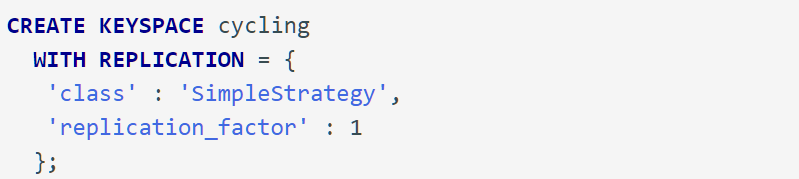 CREATE KEYSPACE cycling
WITH REPLICATION = {
'class' : 'SimpleStrategy',
'replication_factor' : 1
};